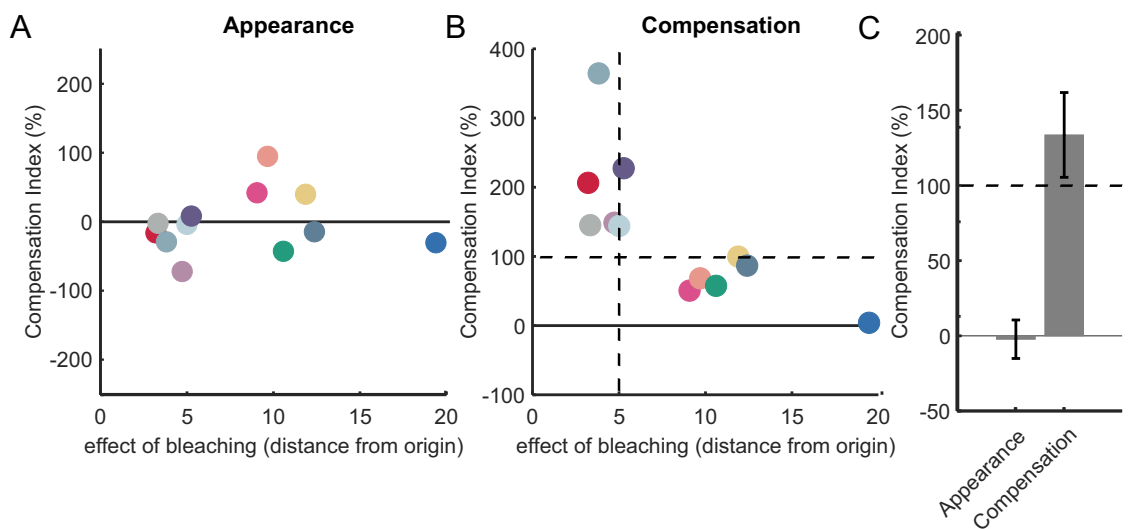 A
Appearance
Compensation Index (%)
200
100
0
-100
-200
0
5
10
15
20
effect of bleaching (distance from origin)
B
Compensation
Compensation Index (%)
400
300
200
100
0
-100
0
5
10
15
20
effect of bleaching (distance from origin)
C
Compensation Index (%)
200
150
100
50
0
-50
Appearance
Compensation